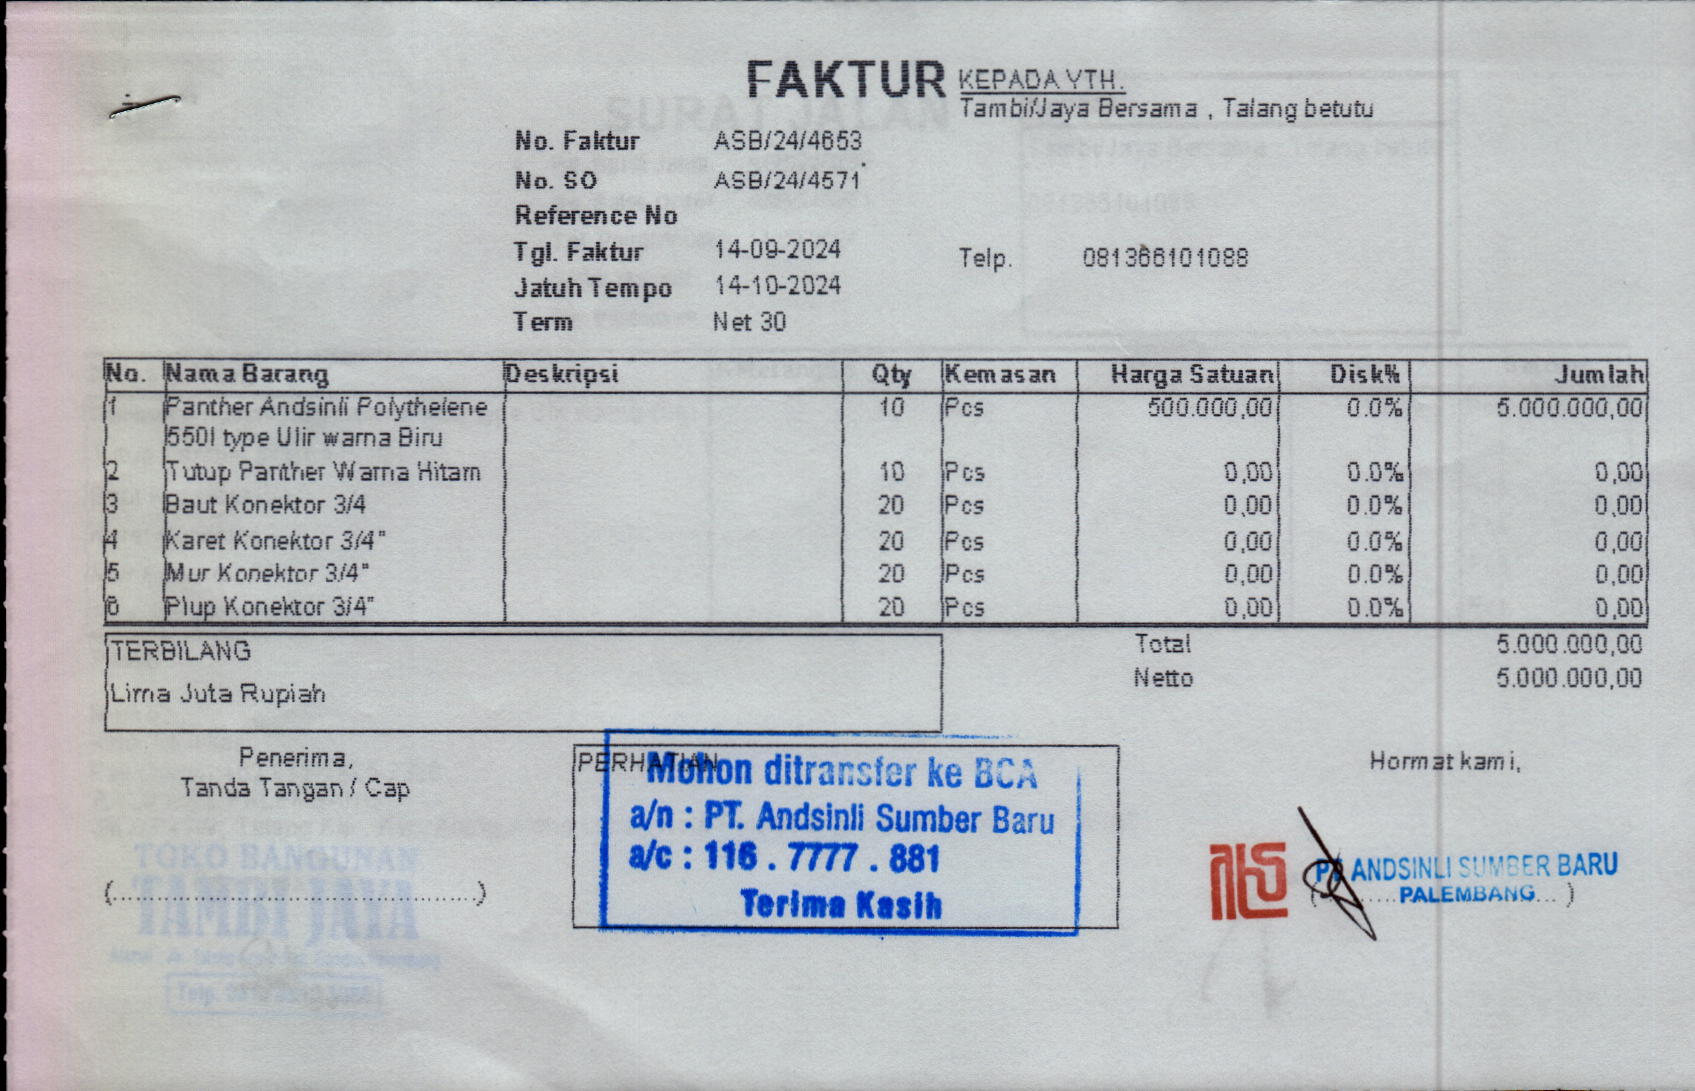 FAKTUR
KEPADA YTH.
Tambi/Jaya Bersama , Talang betutu
No. Faktur ASB/24/4653
No. SO ASB/24/4571
Reference No
Tgl. Faktur 14-09-2024
Telp. 081366101088
Jatuh Tempo 14-10-2024
Term Net 30
No. Nama Barang Deskripsi Qty Kemasan Harga Satuan Disk% Jumlah
1 Panther Andsinli Polythelene 10 Pcs 500.000,00 0.0% 5.000.000,00
550l type Ulir warna Biru
2 Tutup Panther Warna Hitam 10 Pcs 0,00 0.0% 0,00
3 Baut Konektor 3/4 20 Pcs 0,00 0.0% 0,00
4 Karet Konektor 3/4" 20 Pcs 0,00 0.0% 0,00
5 Mur Konektor 3/4" 20 Pcs 0,00 0.0% 0,00
6 Plup Konektor 3/4" 20 Pcs 0,00 0.0% 0,00
TERBILANG
Lima Juta Rupiah
Total 5.000.000,00
Netto 5.000.000,00
Penerima,
Tanda Tangan / Cap
TOKO BANGUNAN
TAMBI JAYA
(..........................................)
PERHATIAN
Mohon ditransfer ke BCA
a/n : PT. Andsinli Sumber Baru
a/c : 116 . 7777 . 881
Terima Kasih
Hormat kami,
PT ANDSINLI SUMBER BARU
PALEMBANG